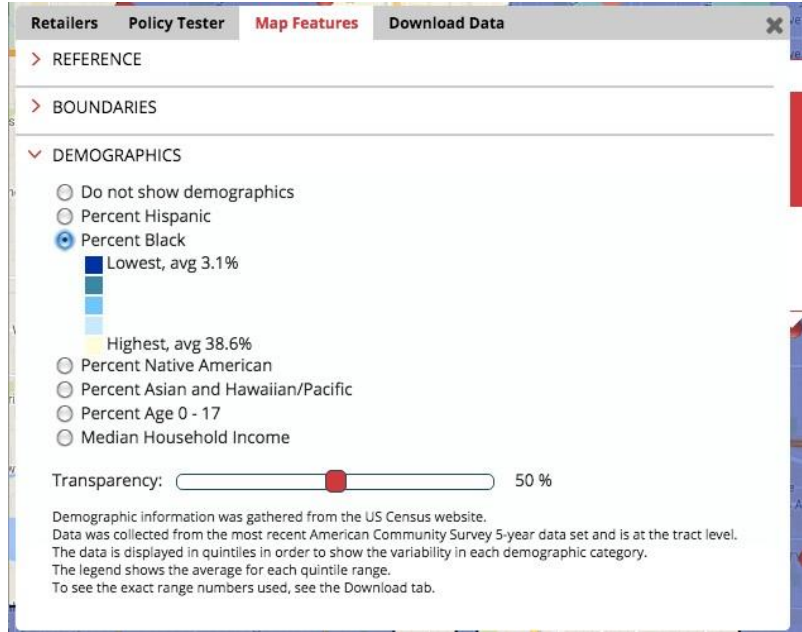 Retailers Policy Tester Map Features Download Data
REFERENCE
BOUNDARIES
DEMOGRAPHICS
Do not show demographics
Percent Hispanic
Percent Black
Lowest, avg 3.1%
Highest, avg 38.6%
Percent Native American
Percent Asian and Hawaiian/Pacific
Percent Age 0 - 17
Median Household Income
Transparency: 50 %
Demographic information was gathered from the US Census website.
Data was collected from the most recent American Community Survey 5-year data set and is at the tract level.
The data is displayed in quintiles in order to show the variability in each demographic category.
The legend shows the average for each quintile range.
To see the exact range numbers used, see the Download tab.